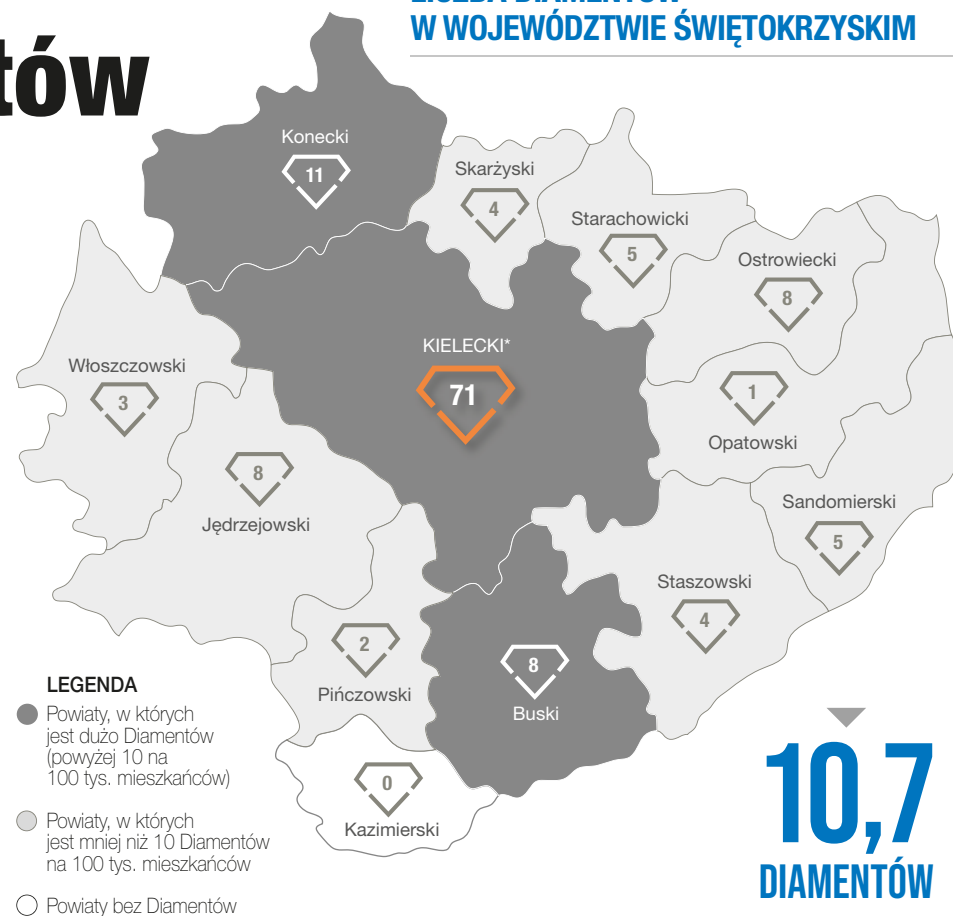 W WOJEWÓDZTWIE ŚWIĘTOKRZYSKIM
tów
Konecki
11
Skarżyski
4
Starachowicki
5
Ostrowiecki
8
KIELECKI*
71
Włoszczowski
3
1
Opatowski
8
Jędrzejowski
Sandomierski
5
Staszowski
4
2
Pińczowski
8
Buski
0
Kazimierski
LEGENDA
Powiaty, w których
jest dużo Diamentów
(powyżej 10 na
100 tys. mieszkańców)
Powiaty, w których
jest mniej niż 10 Diamentów
na 100 tys. mieszkańców
Powiaty bez Diamentów
10,7
DIAMENTÓW